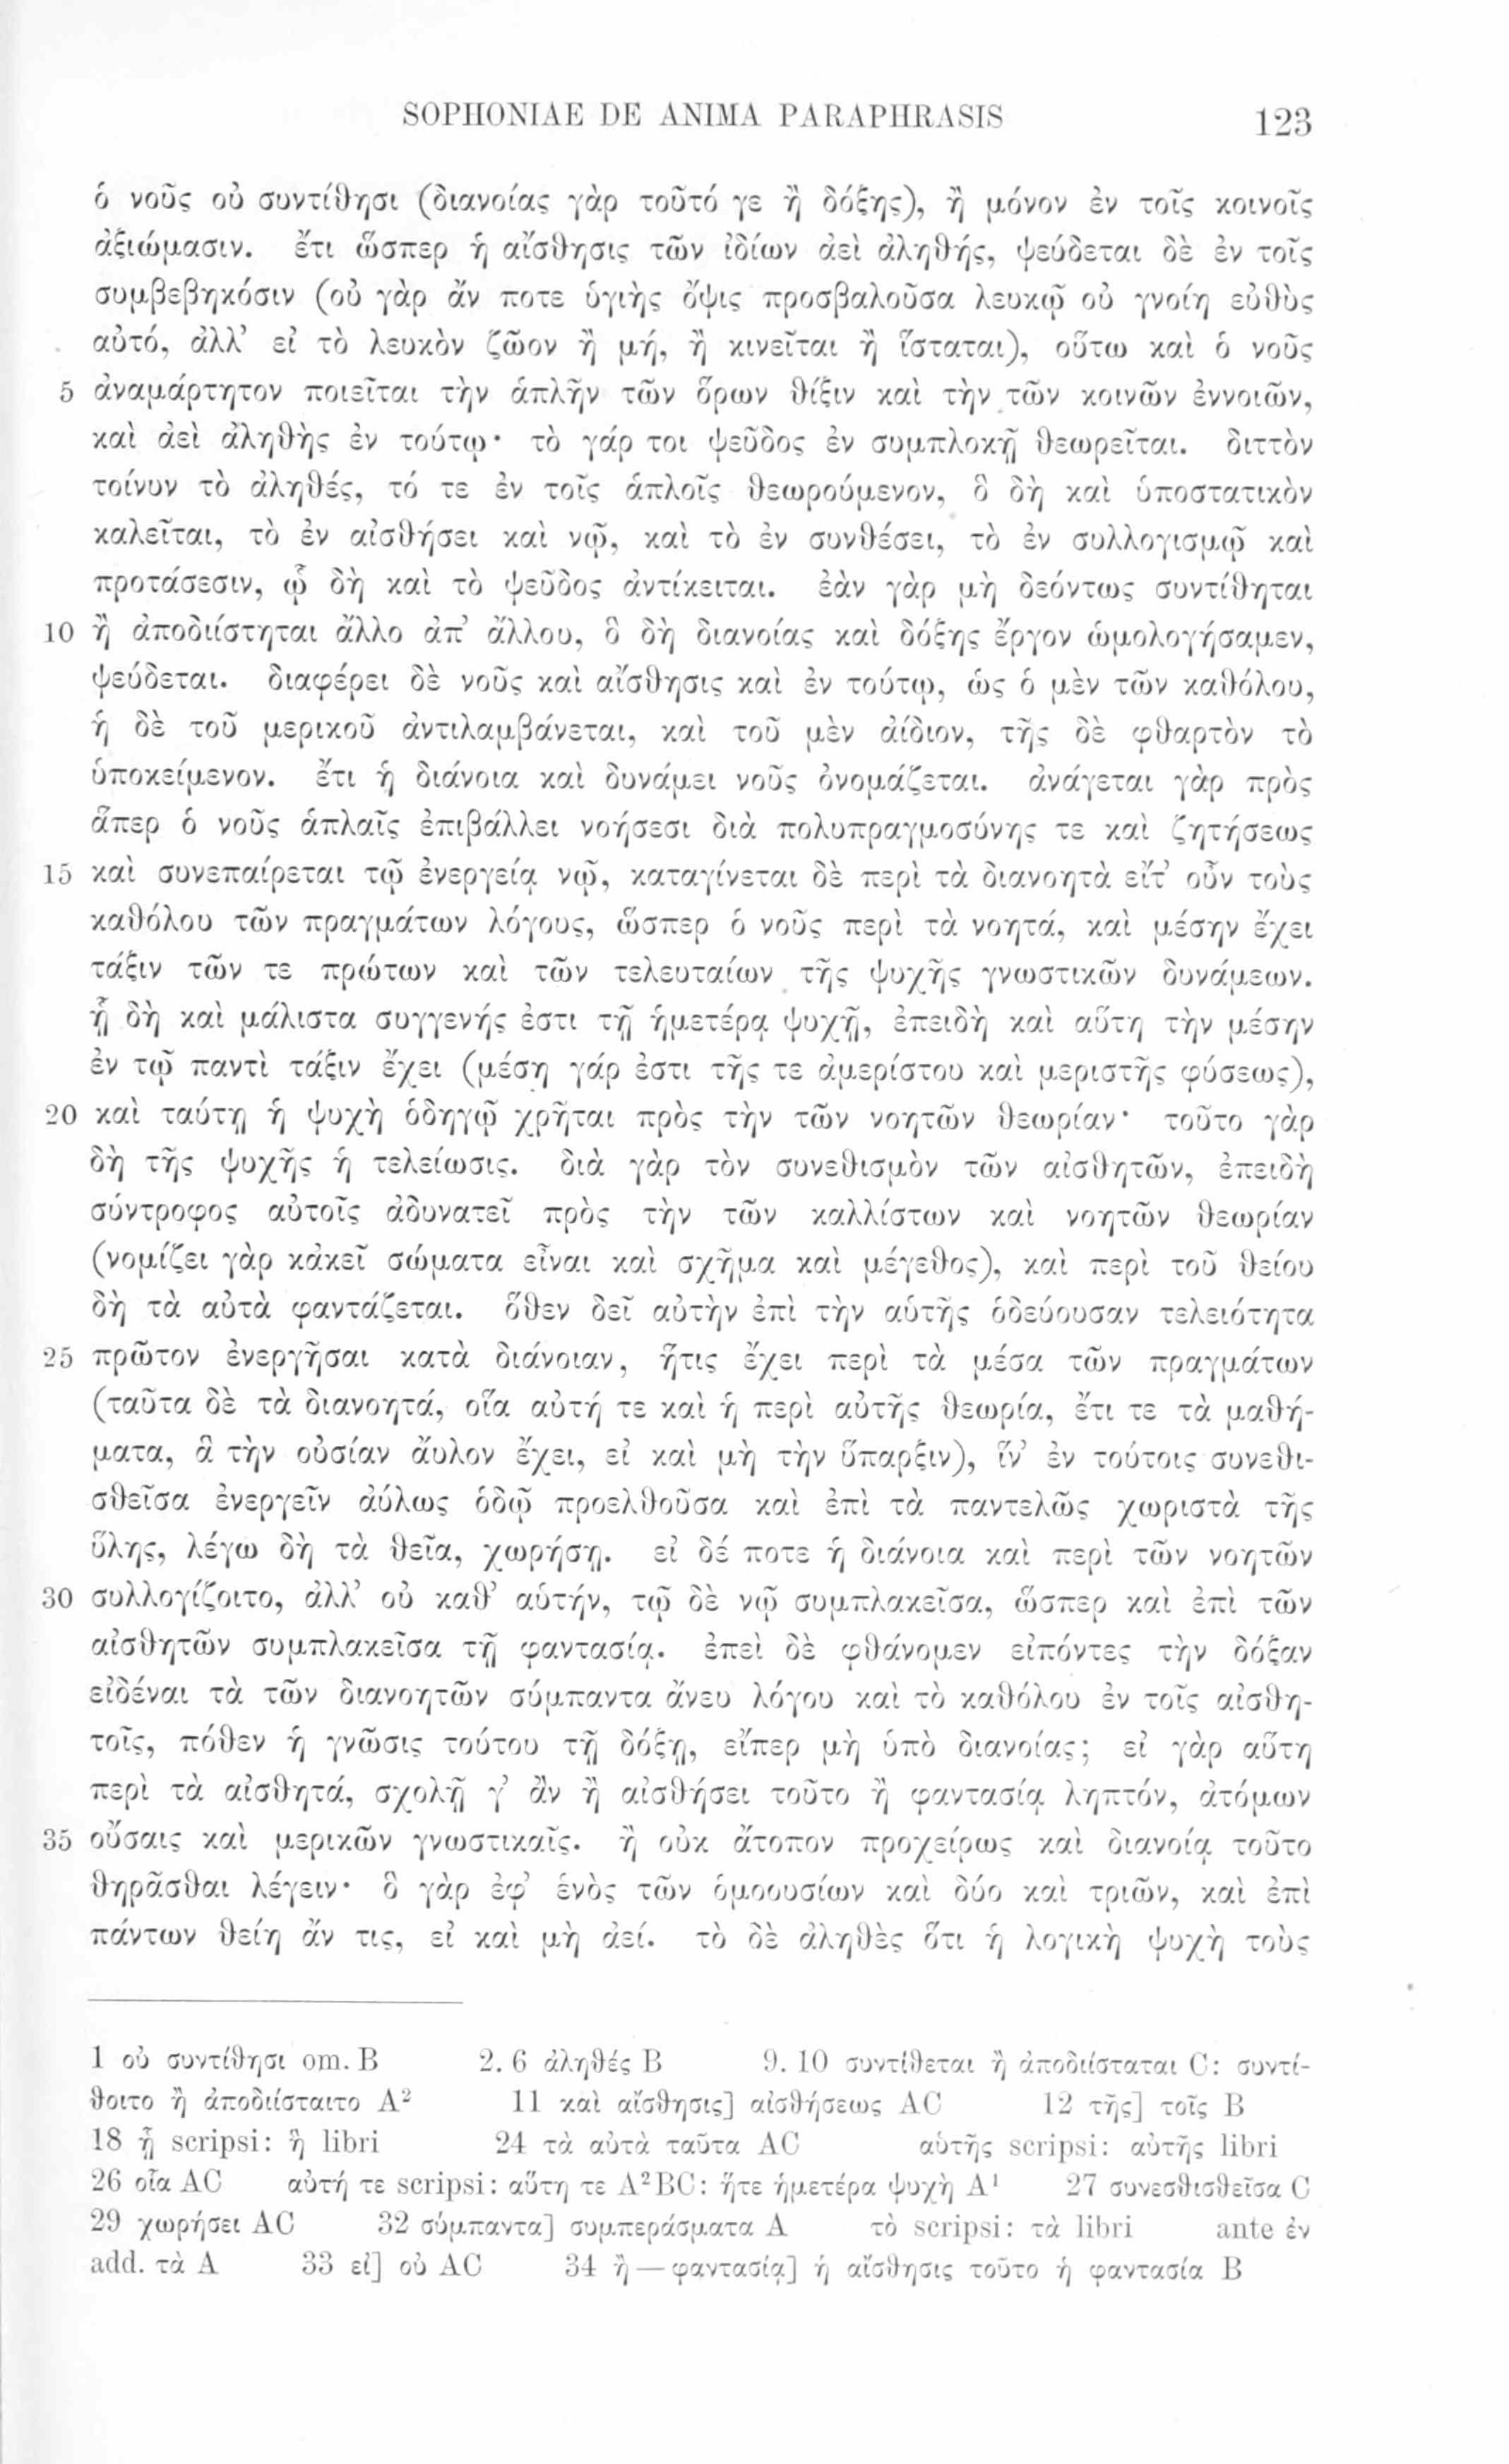 SOPHONIAE DE ANIMA PARAPHRASIS 123
ὁ νοῦς οὐ συντίθησι (διανοίας γὰρ τοῦτό γε ἢ δόξης), ἢ μόνον ἐν τοῖς κοινοῖς
ἀξιώμασιν. ἔτι ὥσπερ ἡ αἴσθησις τῶν ἰδίων ἀεὶ ἀληθής, ψεύδεται δὲ ἐν τοῖς
συμβεβηκόσιν (οὐ γὰρ ἄν ποτε ὑγιὴς ὄψις προσβαλοῦσα λευκῷ οὐ γνοίη εὐθὺς
αὐτό, ἀλλ’ εἰ τὸ λευκὸν ζῶον ἢ μή, ἢ κινεῖται ἢ ἵσταται), οὕτω καὶ ὁ νοῦς
5 ἀναμάρτητον ποιεῖται τὴν ἁπλῆν τῶν ὅρων θίξιν καὶ τὴν τῶν κοινῶν ἐννοιῶν,
καὶ ἀεὶ ἀληθὴς ἐν τούτῳ· τὸ γάρ τοι ψεῦδος ἐν συμπλοκῇ θεωρεῖται. διττὸν
τοίνυν τὸ ἀληθές, τό τε ἐν τοῖς ἁπλοῖς θεωρούμενον, ὃ δὴ καὶ ὑποστατικὸν
καλεῖται, τὸ ἐν αἰσθήσει καὶ νῷ, καὶ τὸ ἐν συνθέσει, τὸ ἐν συλλογισμῷ καὶ
προτάσεσιν, ᾧ δὴ καὶ τὸ ψεῦδος ἀντίκειται. ἐὰν γὰρ μὴ δεόντως συντίθηται
10 ἢ ἀποδιίστηται ἄλλο ἀπ’ ἄλλου, ὃ δὴ διανοίας καὶ δόξης ἔργον ὡμολογήσαμεν,
ψεύδεται. διαφέρει δὲ νοῦς καὶ αἴσθησις καὶ ἐν τούτῳ, ὡς ὁ μὲν τῶν καθόλου,
ἡ δὲ τοῦ μερικοῦ ἀντιλαμβάνεται, καὶ τοῦ μὲν ἀίδιον, τῆς δὲ φθαρτὸν τὸ
ὑποκείμενον. ἔτι ἡ διάνοια καὶ δυνάμει νοῦς ὀνομάζεται. ἀνάγεται γὰρ πρὸς
ἅπερ ὁ νοῦς ἁπλαῖς ἐπιβάλλει νοήσεσι διὰ πολυπραγμοσύνης τε καὶ ζητήσεως
15 καὶ συνεπαίρεται τῷ ἐνεργείᾳ νῷ, καταγίνεται δὲ περὶ τὰ διανοητὰ εἴτ’ οὖν τοὺς
καθόλου τῶν πραγμάτων λόγους, ὥσπερ ὁ νοῦς περὶ τὰ νοητά, καὶ μέσην ἔχει
τάξιν τῶν τε πρώτων καὶ τῶν τελευταίων τῆς ψυχῆς γνωστικῶν δυνάμεων.
ᾗ δὴ καὶ μάλιστα συγγενής ἐστι τῇ ἡμετέρᾳ ψυχῇ, ἐπειδὴ καὶ αὕτη τὴν μέσην
ἐν τῷ παντὶ τάξιν ἔχει (μέση γάρ ἐστι τῆς τε ἀμερίστου καὶ μεριστῆς φύσεως),
20 καὶ ταύτῃ ἡ ψυχὴ ὁδηγῷ χρῆται πρὸς τὴν τῶν νοητῶν θεωρίαν· τοῦτο γὰρ
δὴ τῆς ψυχῆς ἡ τελείωσις. διὰ γὰρ τὸν συνεθισμὸν τῶν αἰσθητῶν, ἐπειδὴ
σύντροφος αὐτοῖς ἀδυνατεῖ πρὸς τὴν τῶν καλλίστων καὶ νοητῶν θεωρίαν
(νομίζει γὰρ κἀκεῖ σώματα εἶναι καὶ σχῆμα καὶ μέγεθος), καὶ περὶ τοῦ θείου
δὴ τὰ αὐτὰ φαντάζεται. ὅθεν δεῖ αὐτὴν ἐπὶ τὴν αὑτῆς ὁδεύουσαν τελειότητα
25 πρῶτον ἐνεργῆσαι κατὰ διάνοιαν, ἥτις ἔχει περὶ τὰ μέσα τῶν πραγμάτων
(ταῦτα δὲ τὰ διανοητά, οἷα αὐτή τε καὶ ἡ περὶ αὐτῆς θεωρία, ἔτι τε τὰ μαθή-
ματα, ἃ τὴν οὐσίαν ἄυλον ἔχει, εἰ καὶ μὴ τὴν ὕπαρξιν), ἵν’ ἐν τούτοις συνεθι-
σθεῖσα ἐνεργεῖν ἀύλως ὁδῷ προελθοῦσα καὶ ἐπὶ τὰ παντελῶς χωριστὰ τῆς
ὕλης, λέγω δὴ τὰ θεῖα, χωρήσῃ. εἰ δέ ποτε ἡ διάνοια καὶ περὶ τῶν νοητῶν
30 συλλογίζοιτο, ἀλλ’ οὐ καθ’ αὑτήν, τῷ δὲ νῷ συμπλακεῖσα, ὥσπερ καὶ ἐπὶ τῶν
αἰσθητῶν συμπλακεῖσα τῇ φαντασίᾳ. ἐπεὶ δὲ φθάνομεν εἰπόντες τὴν δόξαν
εἰδέναι τὰ τῶν διανοητῶν σύμπαντα ἄνευ λόγου καὶ τὸ καθόλου ἐν τοῖς αἰσθη-
τοῖς, πόθεν ἡ γνῶσις τούτου τῇ δόξῃ, εἴπερ μὴ ὑπὸ διανοίας; εἰ γὰρ αὕτη
περὶ τὰ αἰσθητά, σχολῇ γ’ ἂν ἢ αἰσθήσει τοῦτο ἢ φαντασίᾳ ληπτόν, ἀτόμων
35 οὔσαις καὶ μερικῶν γνωστικαῖς. ἢ οὐκ ἄτοπον προχείρως καὶ διανοίᾳ τοῦτο
θηρᾶσθαι λέγειν· ὃ γὰρ ἐφ’ ἑνὸς τῶν ὁμοουσίων καὶ δύο καὶ τριῶν, καὶ ἐπὶ
πάντων θείη ἄν τις, εἰ καὶ μὴ ἀεί. τὸ δὲ ἀληθὲς ὅτι ἡ λογικὴ ψυχὴ τοὺς
1 οὐ συντίθησι om. B 2. 6 ἀληθές B 9. 10 συντίθεται ἢ ἀποδιίσταται C: συντί-
θοιτο ἢ ἀποδιίσταιτο A² 11 καὶ αἴσθησις] αἰσθήσεως AC 12 τῆς] τοῖς B
18 ᾗ scripsi: ἢ libri 24 τὰ αὐτὰ ταῦτα AC αὑτῆς scripsi: αὐτῆς libri
26 οἷα AC αὐτή τε scripsi: αὕτη τε A²BC: ἥτε ἡμετέρα ψυχὴ A¹ 27 συνεσθισθεῖσα C
29 χωρήσει AC 32 σύμπαντα] συμπεράσματα A τὸ scripsi: τὰ libri ante ἐν
add. τὰ A 33 εἰ] οὐ AC 34 ἢ — φαντασίᾳ] ἡ αἴσθησις τοῦτο ἡ φαντασία B